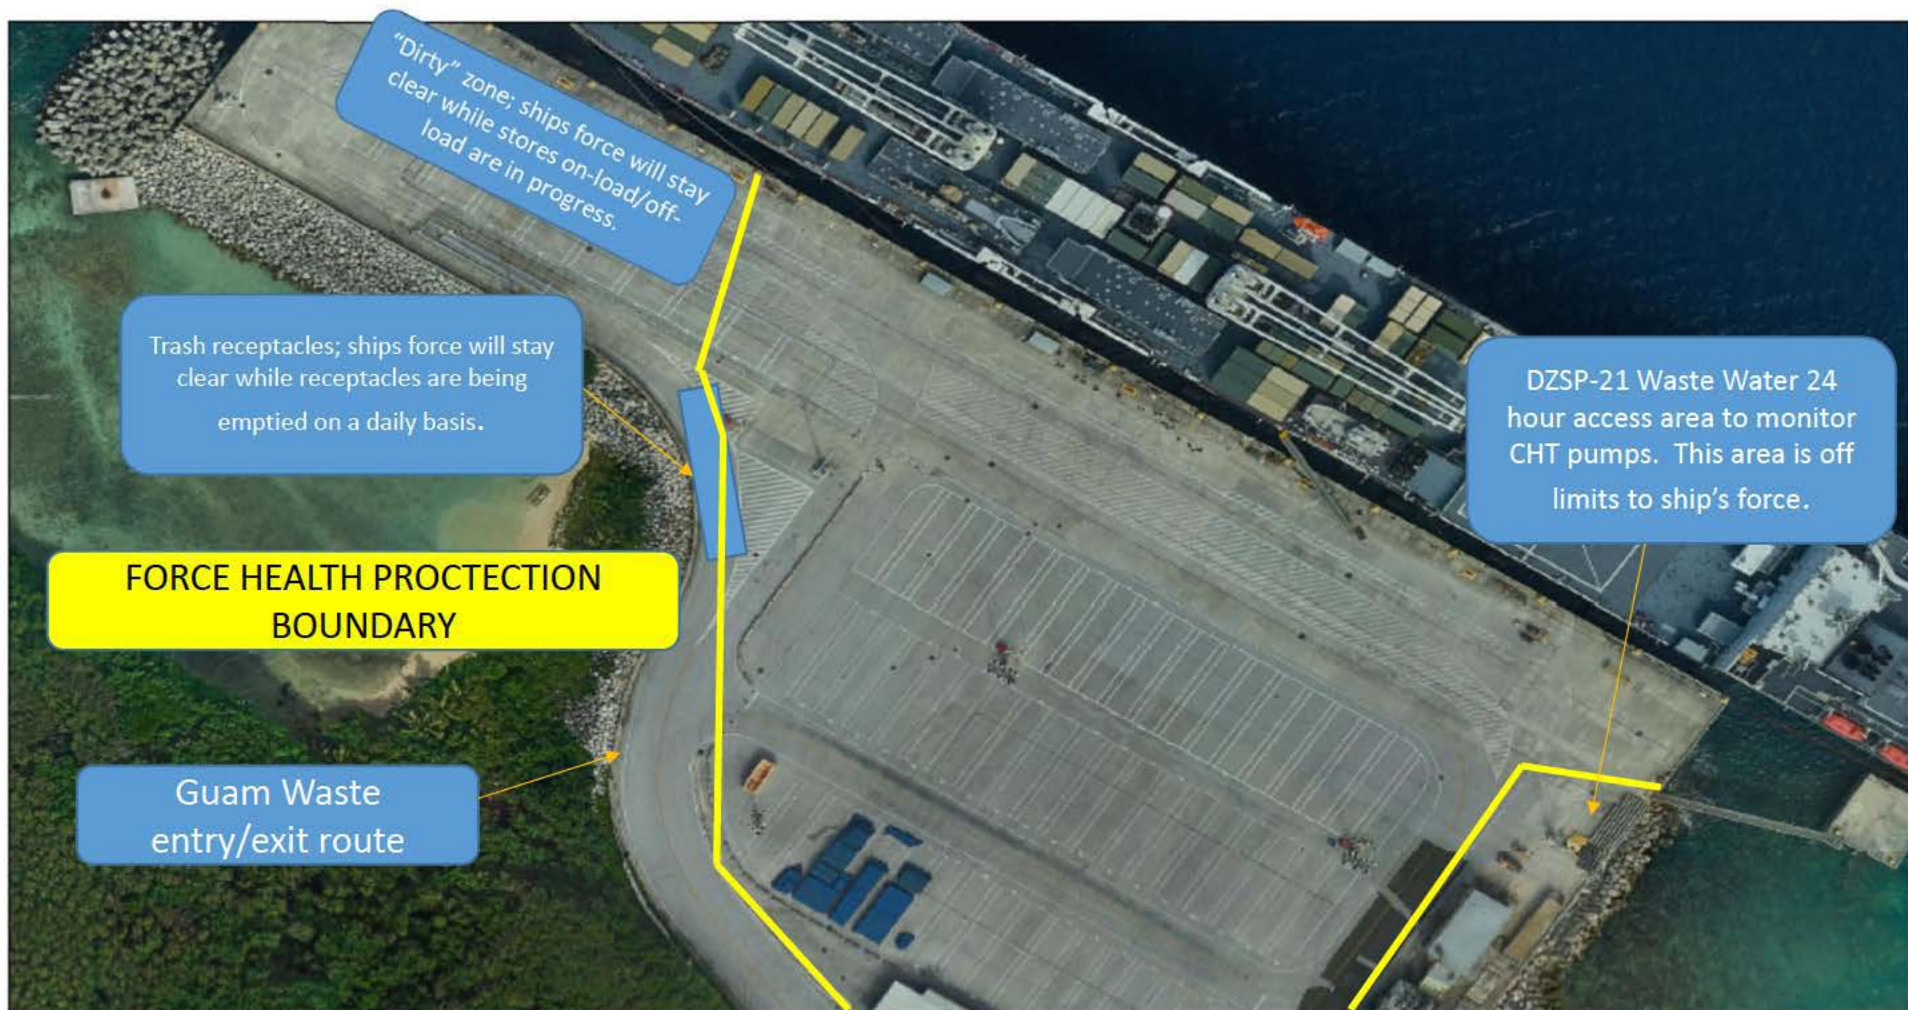 "Dirty" zone; ships force will stay
clear while stores on-load/off-
load are in progress.
Trash receptacles; ships force will stay
clear while receptacles are being
emptied on a daily basis.
DZSP-21 Waste Water 24
hour access area to monitor
CHT pumps. This area is off
limits to ship's force.
FORCE HEALTH PROCTECTION
BOUNDARY
Guam Waste
entry/exit route